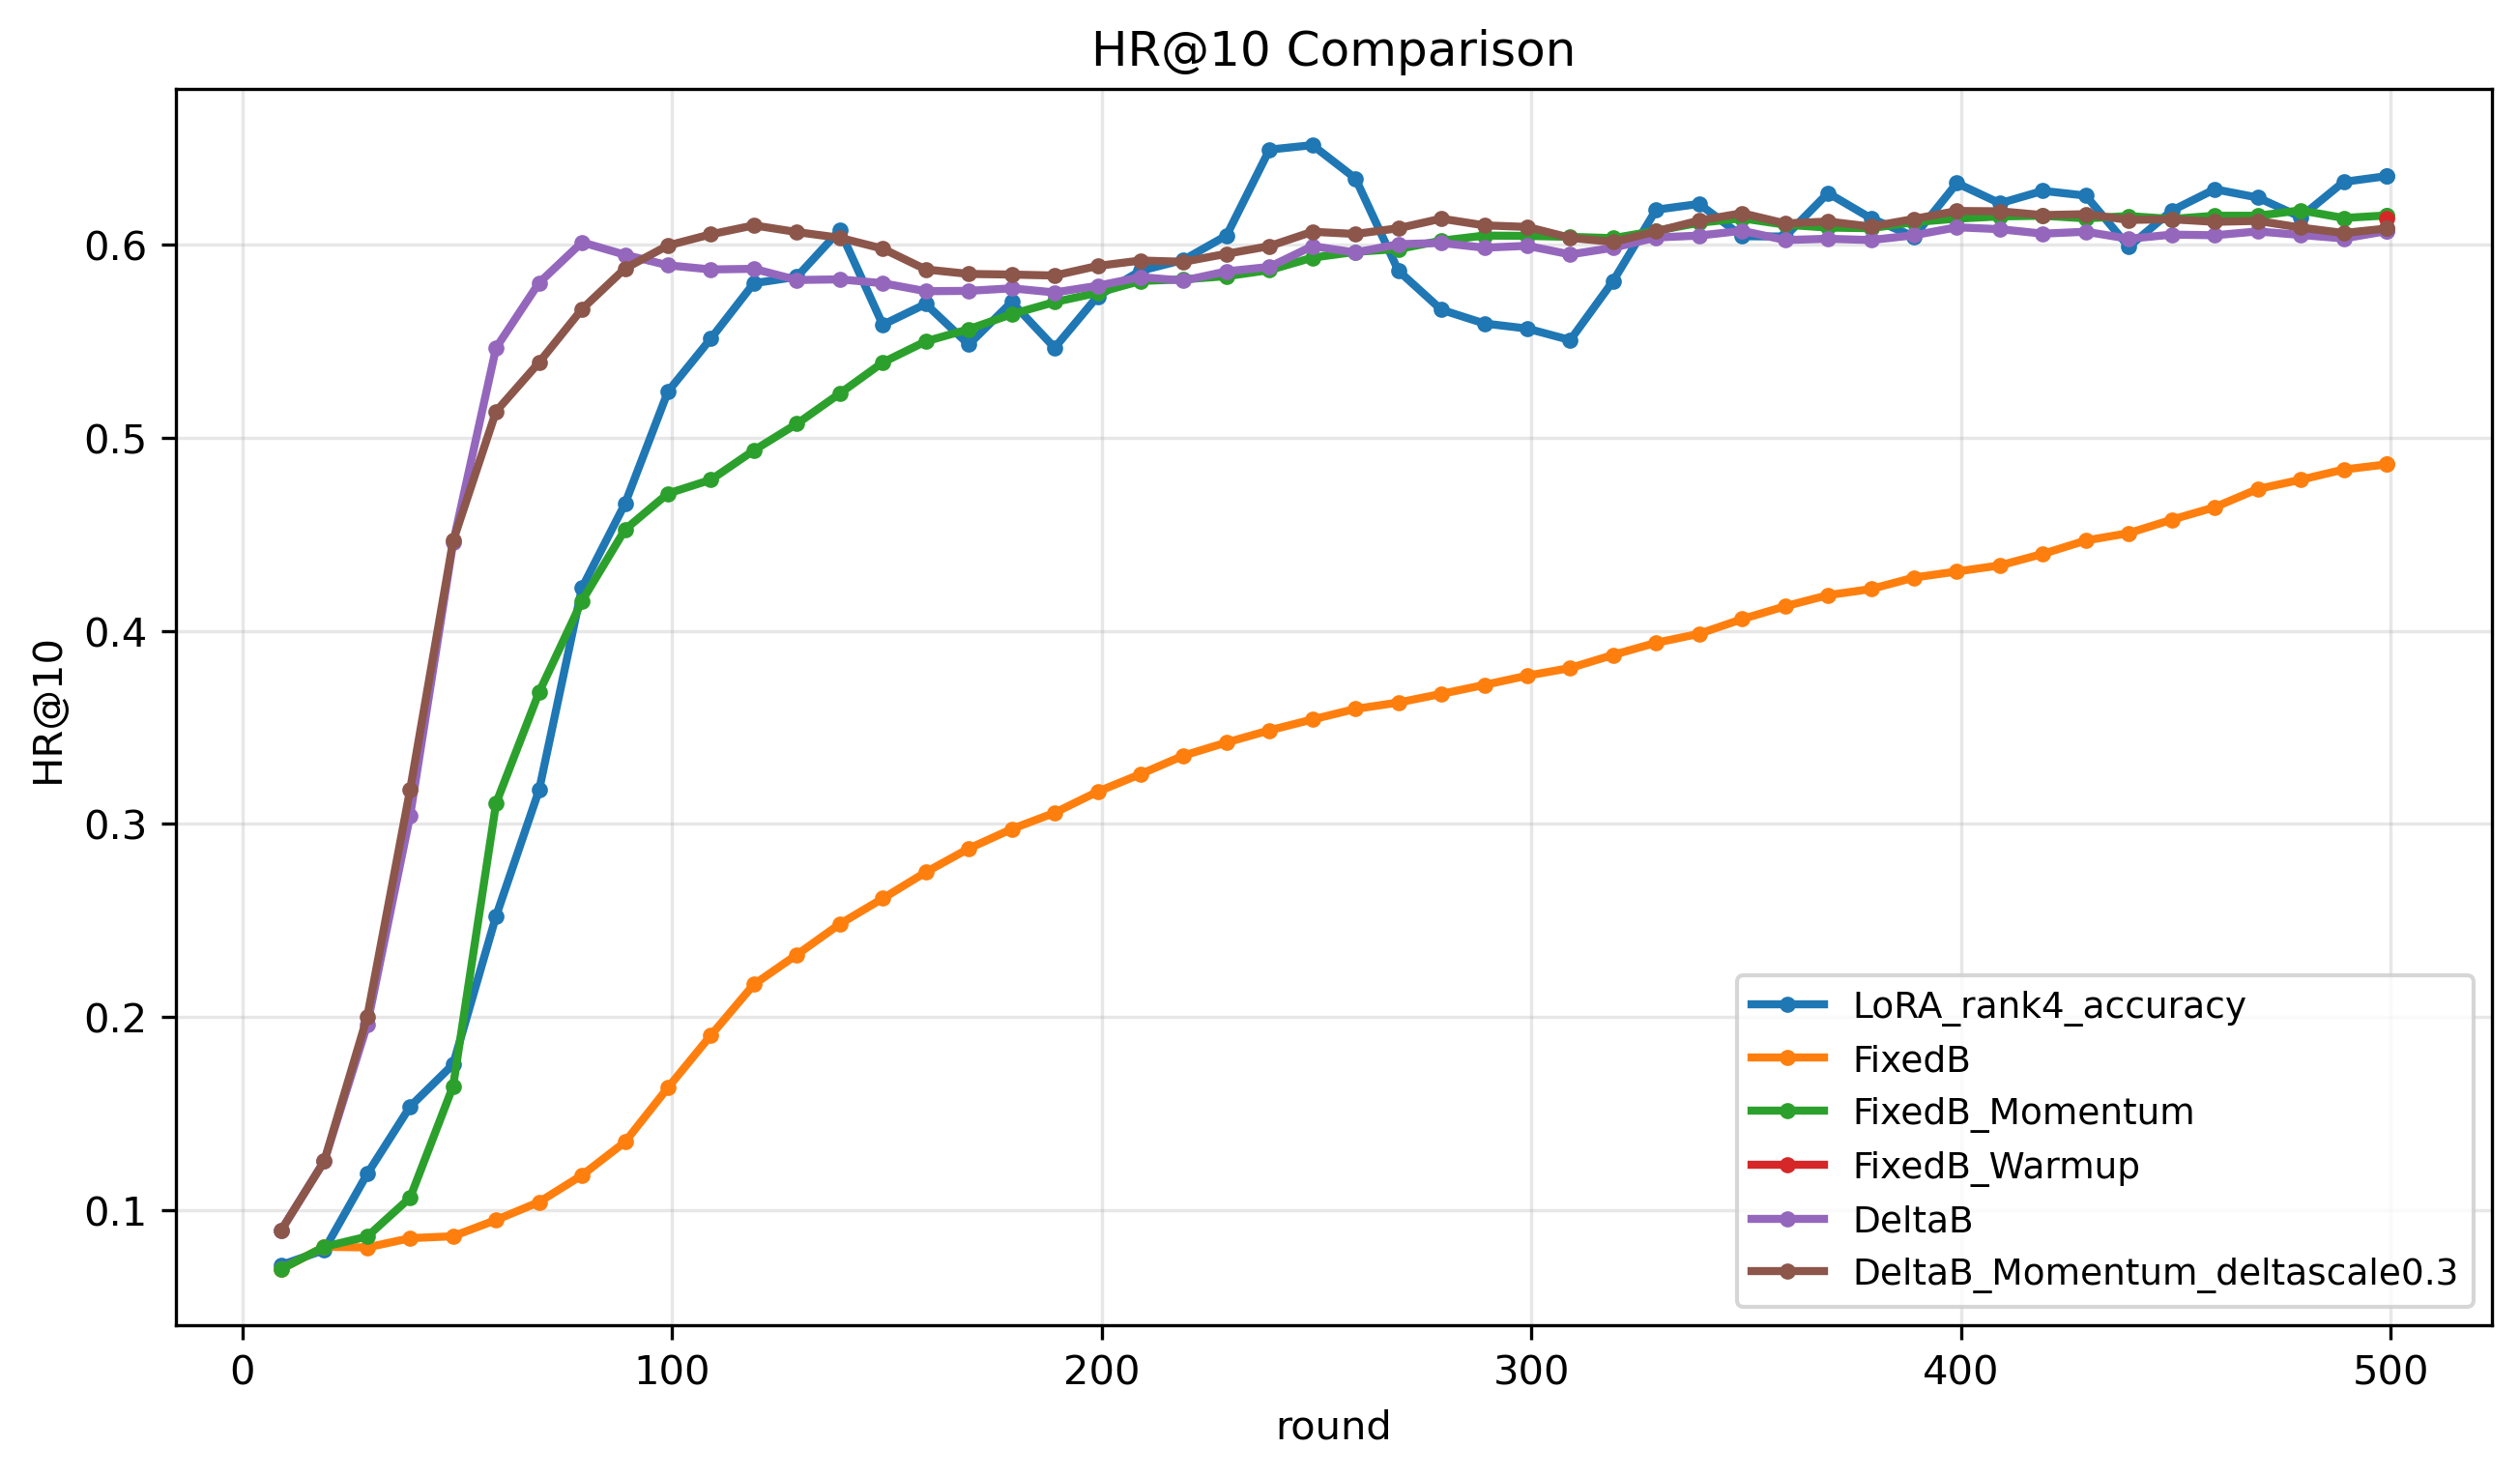 HR@10 Comparison
0.6
0.5
0.4
0.3
0.2
0.1
HR@10
0 100 200 300 400 500
round
LoRA_rank4_accuracy
FixedB
FixedB_Momentum
FixedB_Warmup
DeltaB
DeltaB_Momentum_deltascale0.3